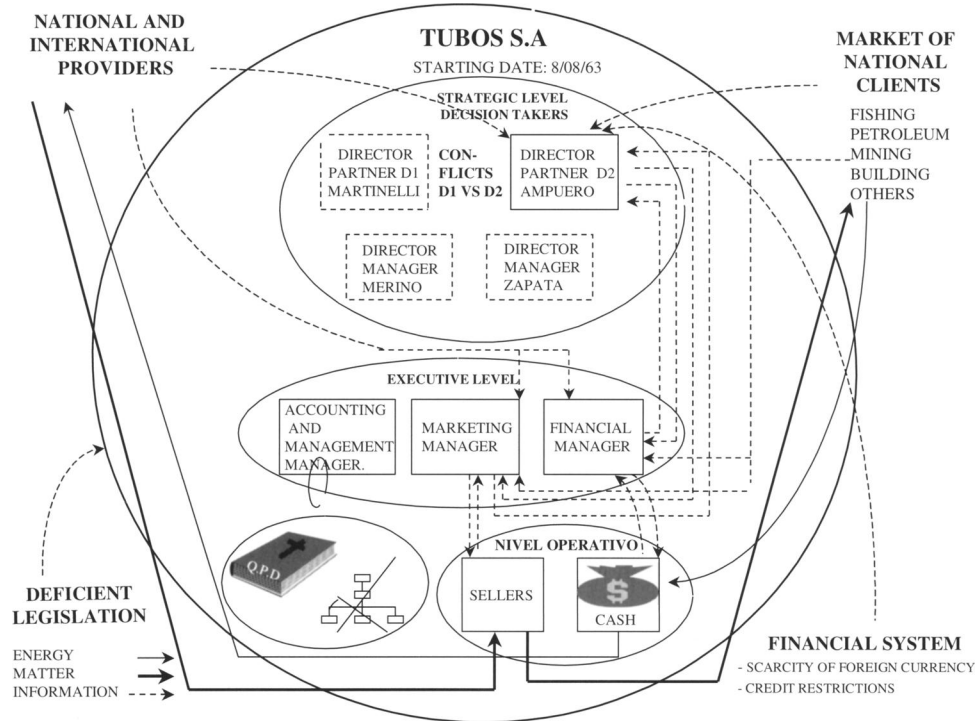 NATIONAL AND
INTERNATIONAL
PROVIDERS
TUBOS S.A
STARTING DATE: 8/08/63
MARKET OF
NATIONAL
CLIENTS
FISHING
PETROLEUM
MINING
BUILDING
OTHERS
STRATEGIC LEVEL
DECISION TAKERS
DIRECTOR
PARTNER D1
MARTINELLI
CON-
FLICTS
D1 VS D2
DIRECTOR
PARTNER D2
AMPUERO
DIRECTOR
MANAGER
MERINO
DIRECTOR
MANAGER
ZAPATA
EXECUTIVE LEVEL
ACCOUNTING
AND
MANAGEMENT
MANAGER.
MARKETING
MANAGER
FINANCIAL
MANAGER
Q.P.D
NIVEL OPERATIVO
SELLERS
$
CASH
DEFICIENT
LEGISLATION
ENERGY
MATTER
INFORMATION
FINANCIAL SYSTEM
- SCARCITY OF FOREIGN CURRENCY
- CREDIT RESTRICTIONS